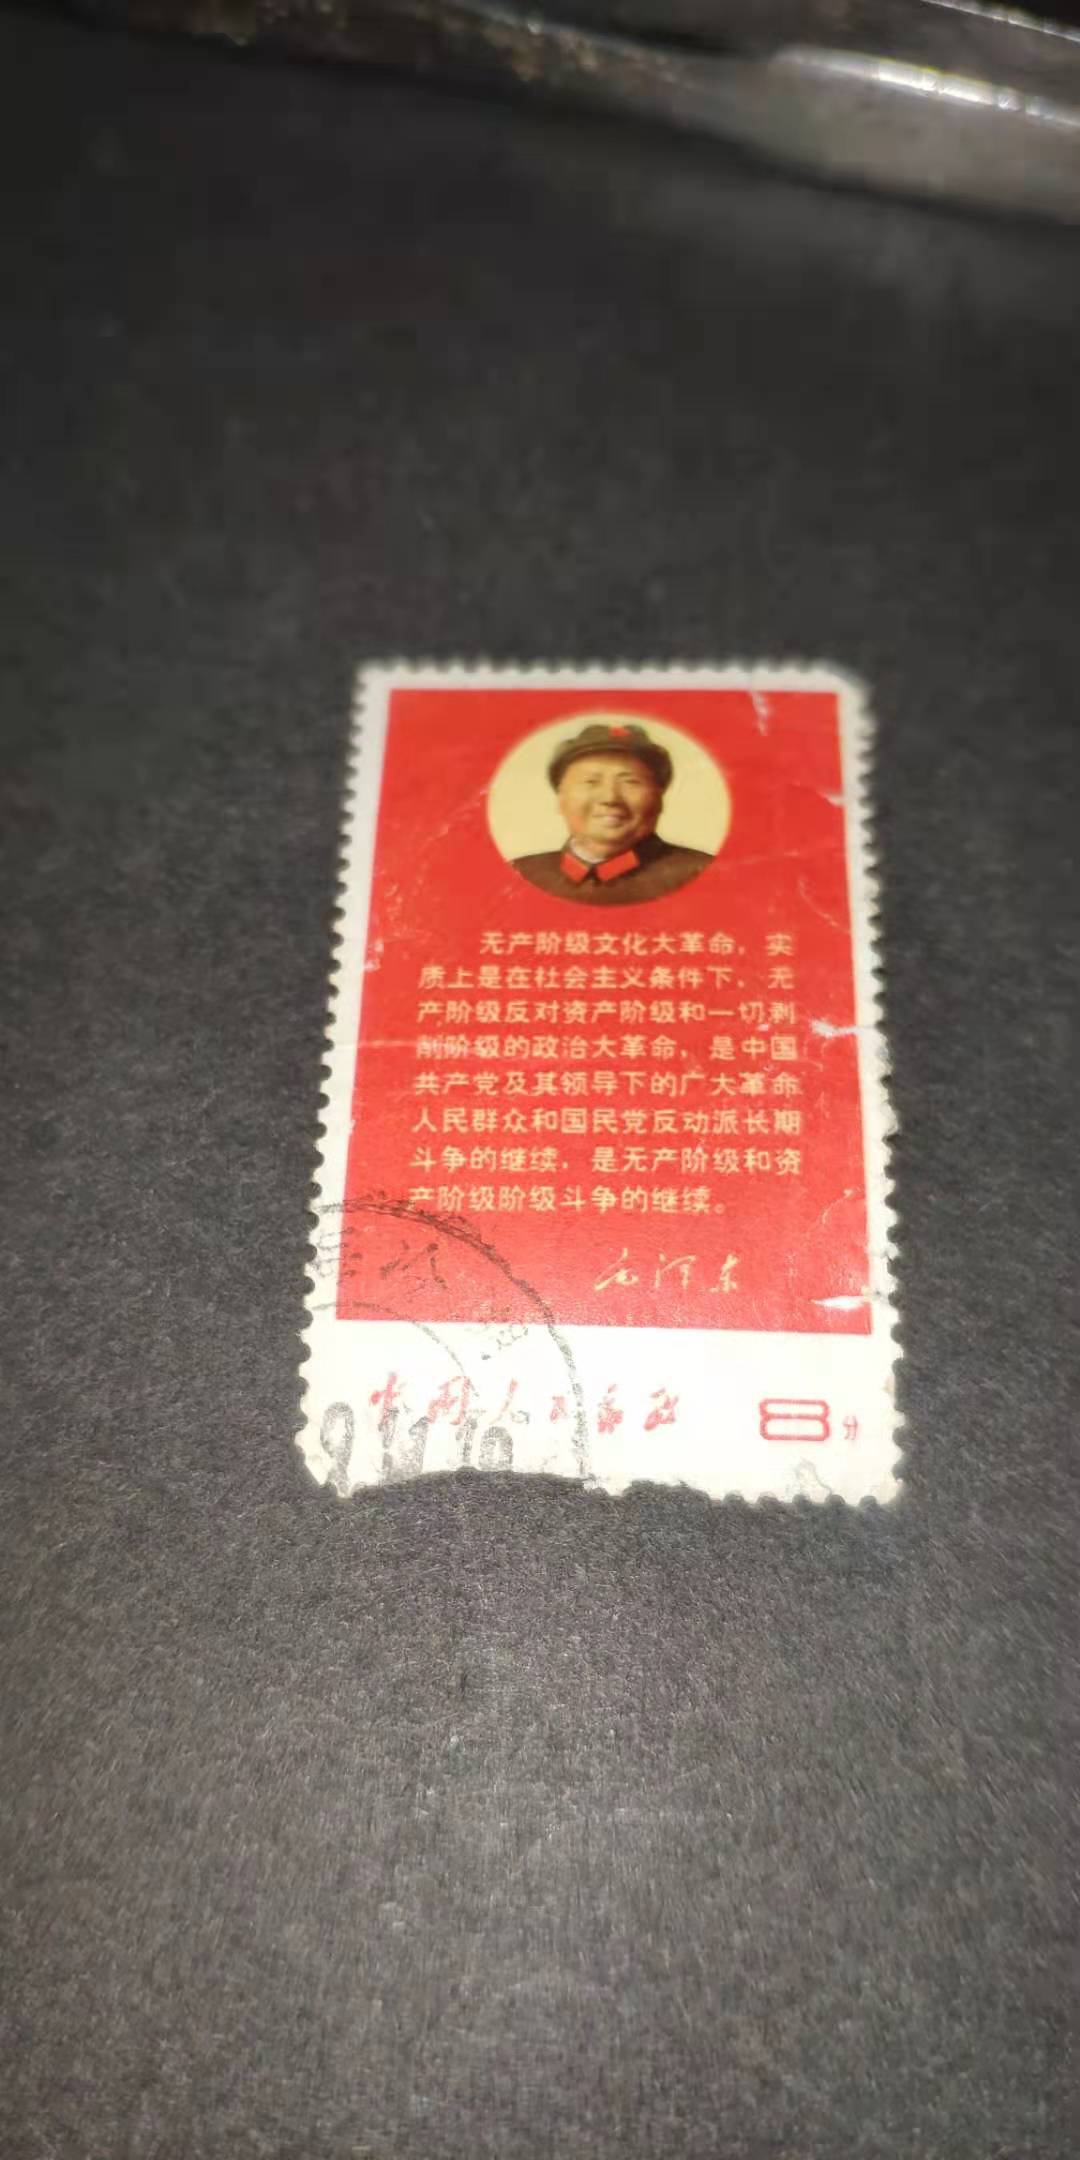 无产阶级文化大革命，实
质上是在社会主义条件下，无
产阶级反对资产阶级和一切剥
削阶级的政治大革命，是中国
共产党及其领导下的广大革命
人民群众和国民党反动派长期
斗争的继续，是无产阶级和资
产阶级阶级斗争的继续。
毛泽东
中国人民邮政
8分